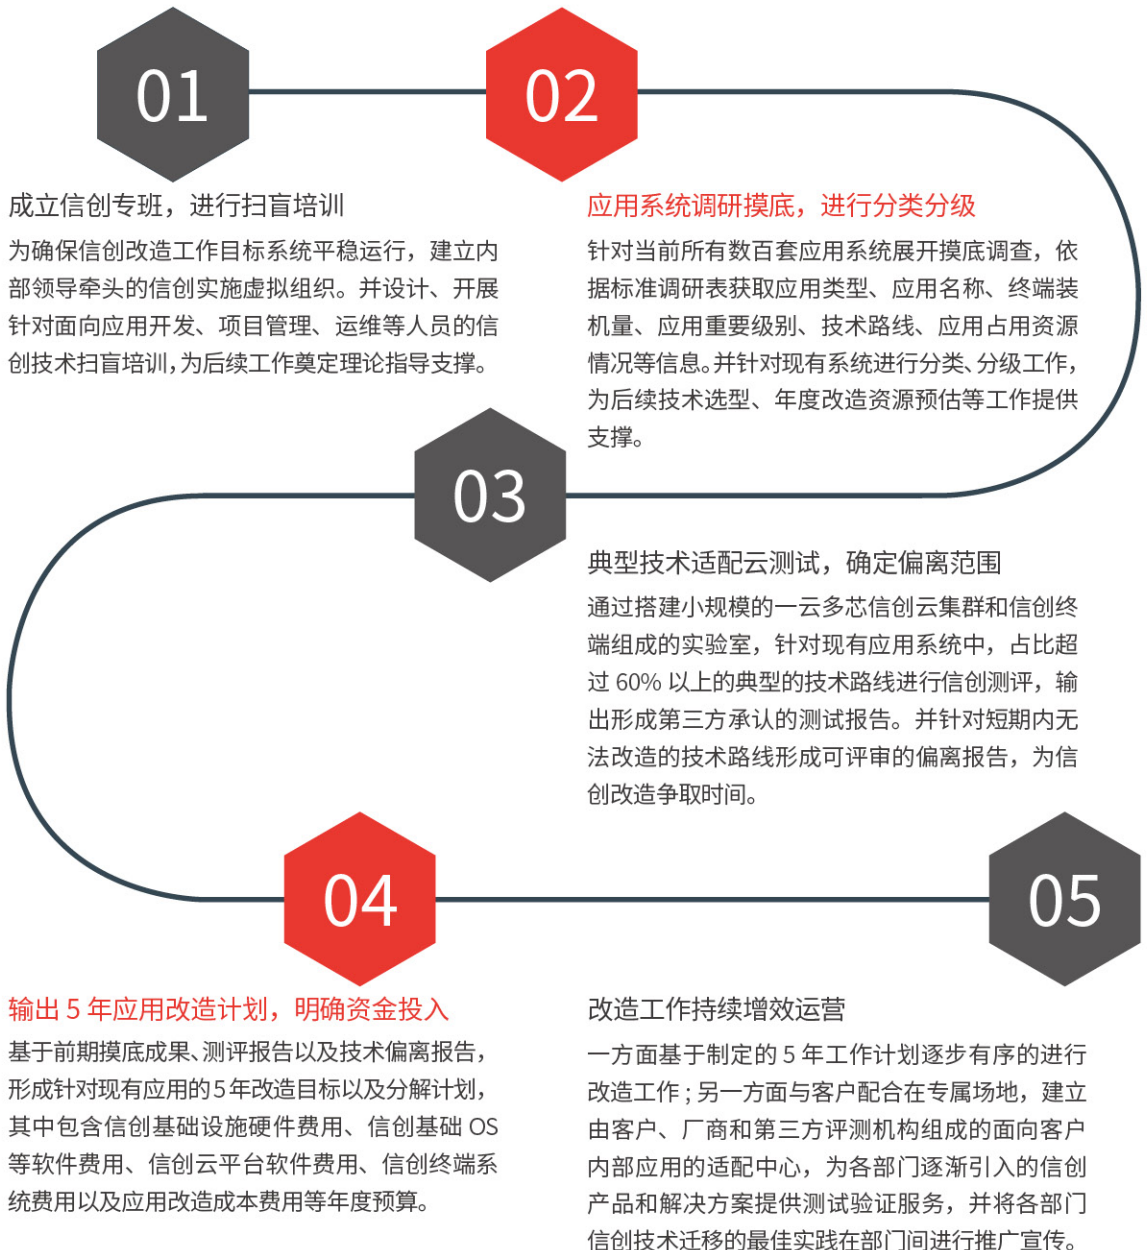 01
02
成立信创专班，进行扫盲培训
为确保信创改造工作目标系统平稳运行，建立内
部领导牵头的信创实施虚拟组织。并设计、开展
针对面向应用开发、项目管理、运维等人员的信
创技术扫盲培训，为后续工作奠定理论指导支撑。
应用系统调研摸底，进行分类分级
针对当前所有数百套应用系统展开摸底调查，依
据标准调研表获取应用类型、应用名称、终端装
机量、应用重要级别、技术路线、应用占用资源
情况等信息。并针对现有系统进行分类、分级工作，
为后续技术选型、年度改造资源预估等工作提供
支撑。
03
典型技术适配云测试，确定偏离范围
通过搭建小规模的一云多芯信创云集群和信创终
端组成的实验室，针对现有应用系统中，占比超
过 60% 以上的典型的技术路线进行信创测评，输
出形成第三方承认的测试报告。并针对短期内无
法改造的技术路线形成可评审的偏离报告，为信
创改造争取时间。
04
05
输出 5 年应用改造计划，明确资金投入
基于前期摸底成果、测评报告以及技术偏离报告，
形成针对现有应用的 5 年改造目标以及分解计划，
其中包含信创基础设施硬件费用、信创基础 OS
等软件费用、信创云平台软件费用、信创终端系
统费用以及应用改造成本费用等年度预算。
改造工作持续增效运营
一方面基于制定的 5 年工作计划逐步有序的进行
改造工作 ; 另一方面与客户配合在专属场地，建立
由客户、厂商和第三方评测机构组成的面向客户
内部应用的适配中心，为各部门逐渐引入的信创
产品和解决方案提供测试验证服务，并将各部门
信创技术迁移的最佳实践在部门间进行推广宣传。